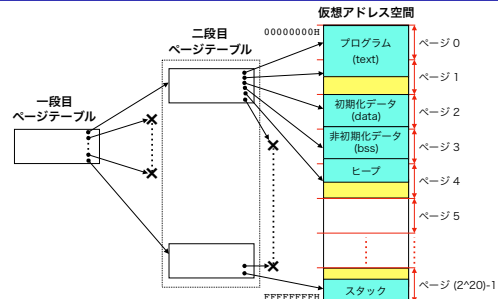 仮想アドレス空間
二段目
ページテーブル
一段目
ページテーブル
00000000H
プログラム
(text)
初期化データ
(data)
非初期化データ
(bss)
ヒープ
スタック
FFFFFFFFH
ページ 0
ページ 1
ページ 2
ページ 3
ページ 4
ページ 5
ページ (2^20)-1